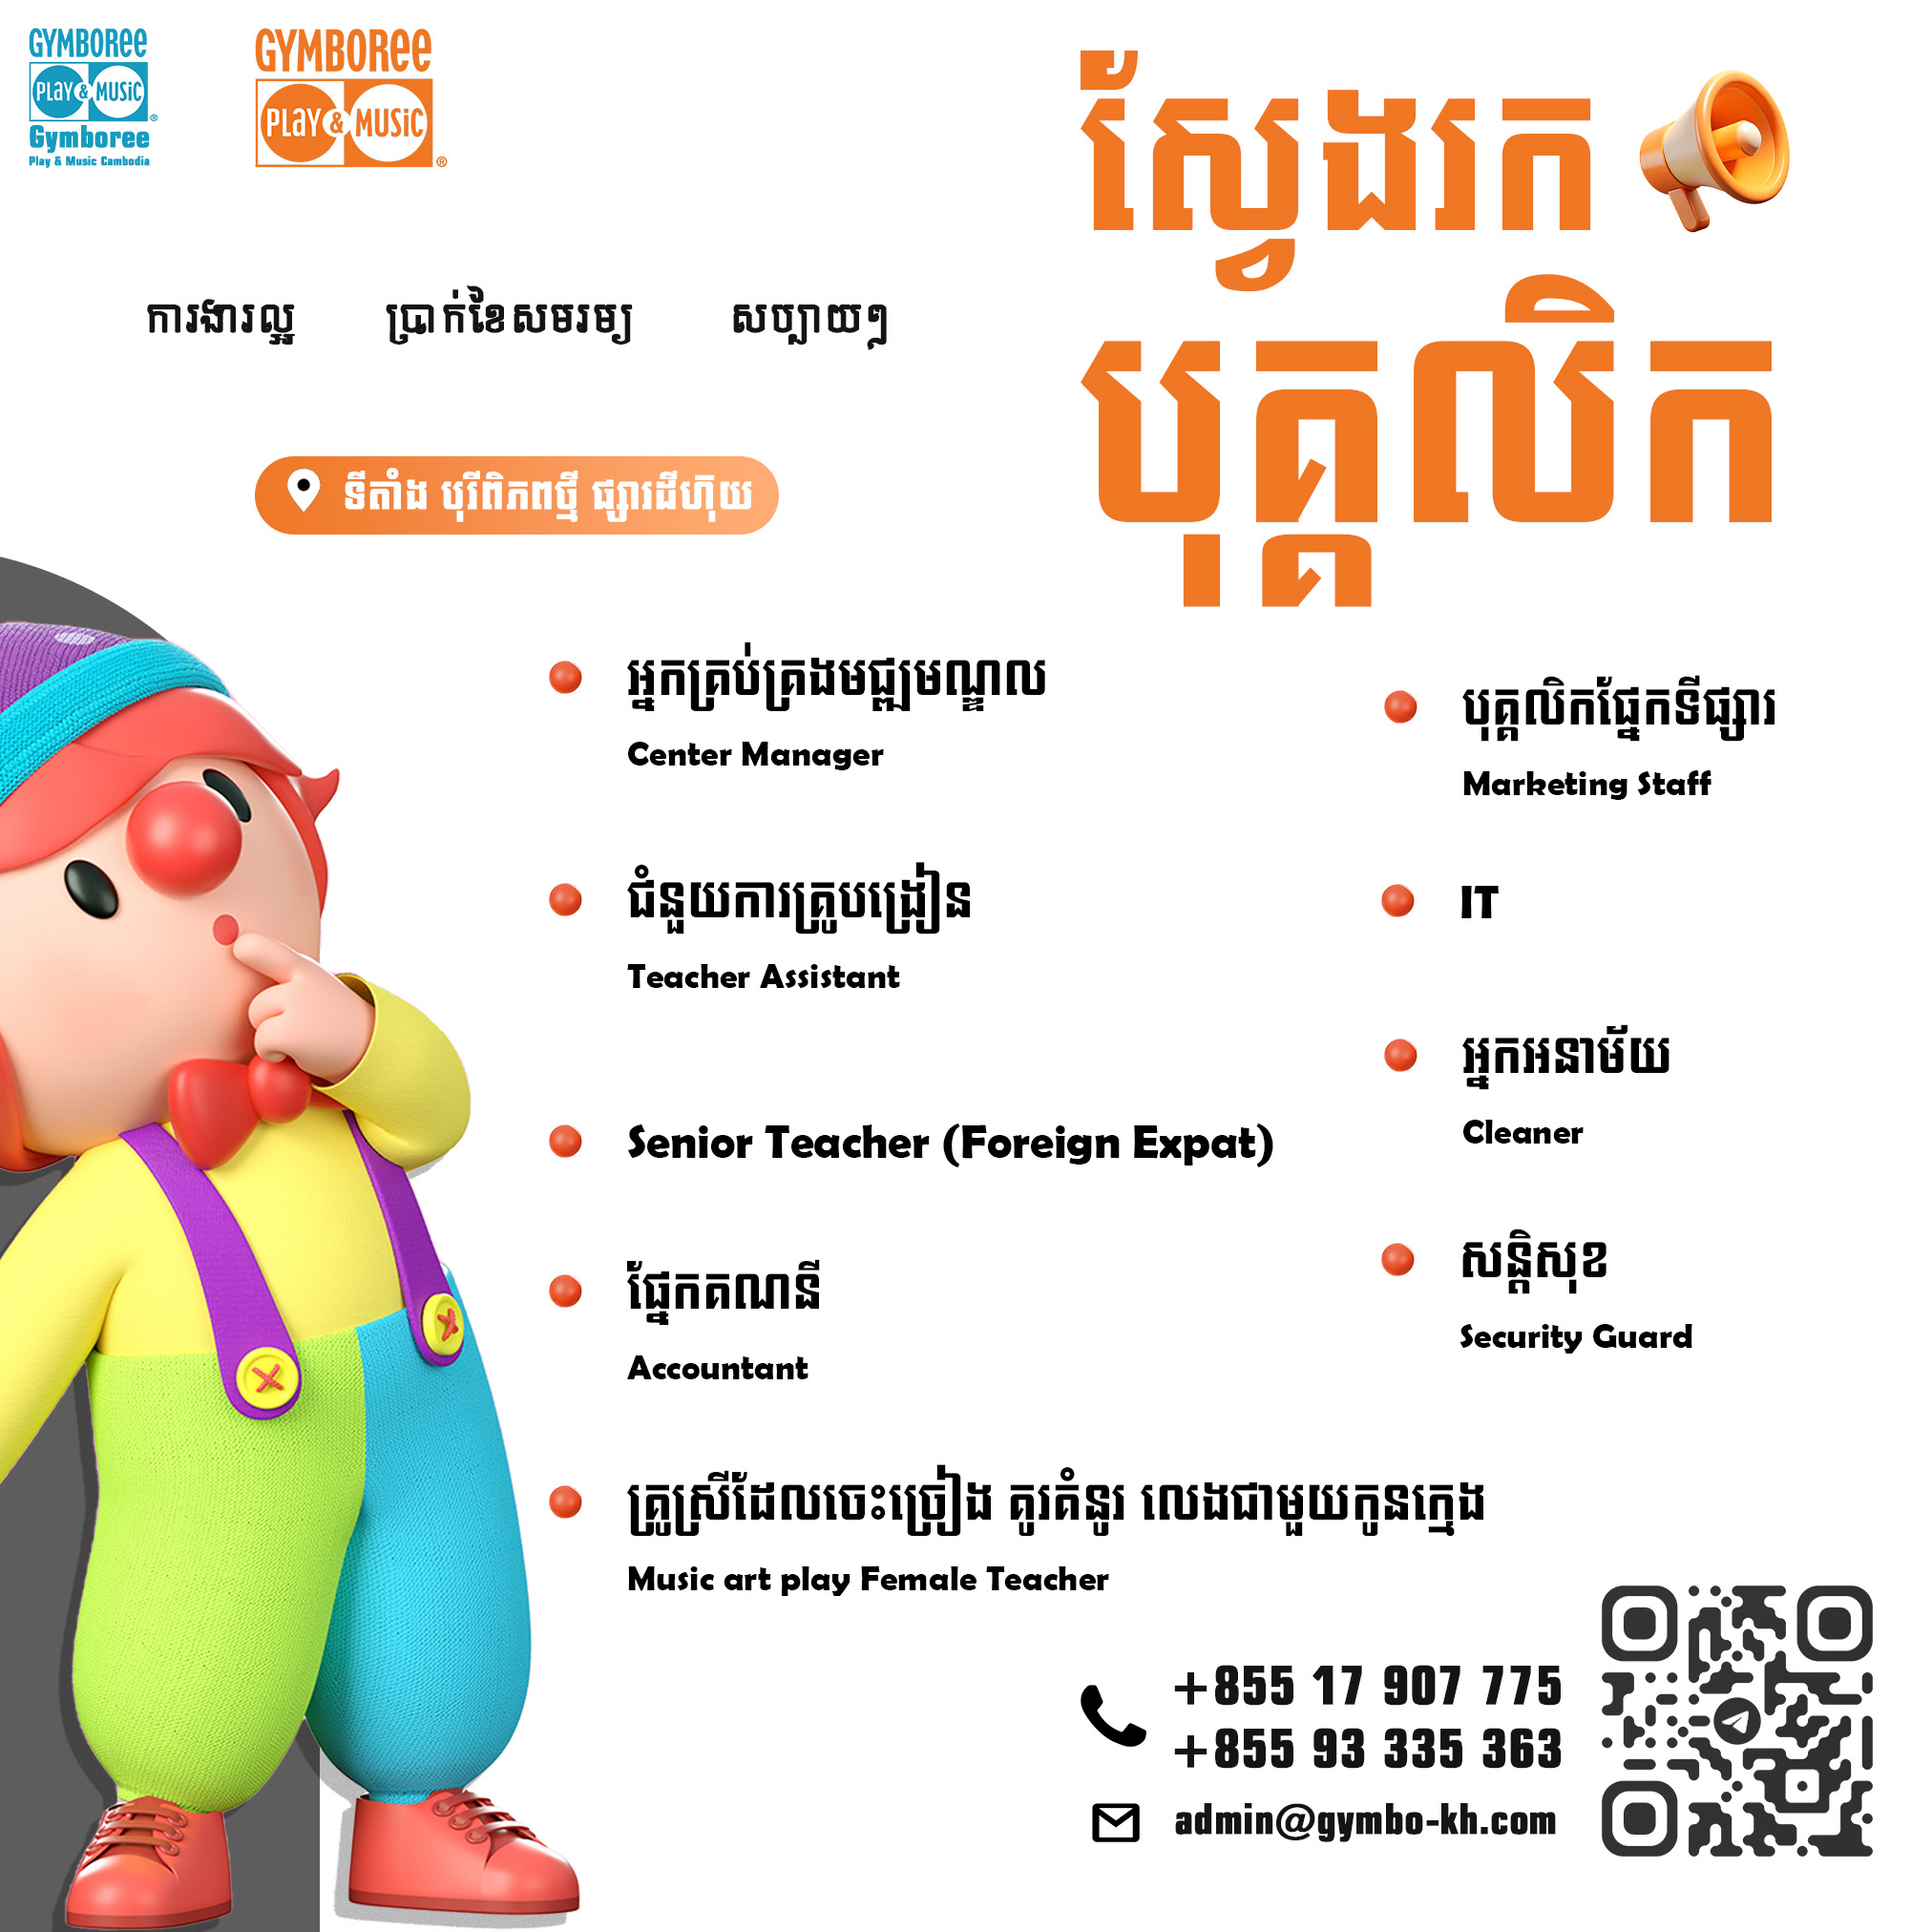 GYMBOREE
PLAY & MUSIC
Gymboree
Play & Music Cambodia
GYMBOREE
PLAY & MUSIC
ស្វែងរក
បុគ្គលិក
ការងារល្អ ប្រាក់ខែសមរម្យ សប្បាយៗ
ទីតាំង បុរីពិភពថ្មី ផ្សារដីហ៊ុយ
អ្នកគ្រប់គ្រងមជ្ឈមណ្ឌល
Center Manager
ជំនួយការគ្រូបង្រៀន
Teacher Assistant
Senior Teacher (Foreign Expat)
ផ្នែកគណនី
Accountant
គ្រូស្រីដែលចេះច្រៀង គូរគំនូរ លេងជាមួយកូនក្មេង
Music art play Female Teacher
បុគ្គលិកផ្នែកទីផ្សារ
Marketing Staff
IT
អ្នកអនាម័យ
Cleaner
សន្តិសុខ
Security Guard
+855 17 907 775
+855 93 335 363
admin@gymbo-kh.com